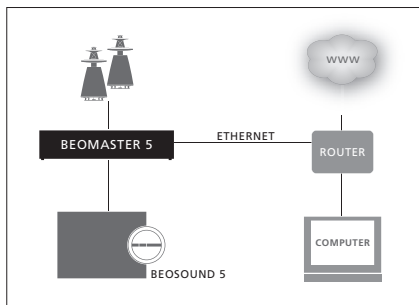 WWW
ETHERNET
BEOMASTER 5
ROUTER
COMPUTER
BEOSOUND 5